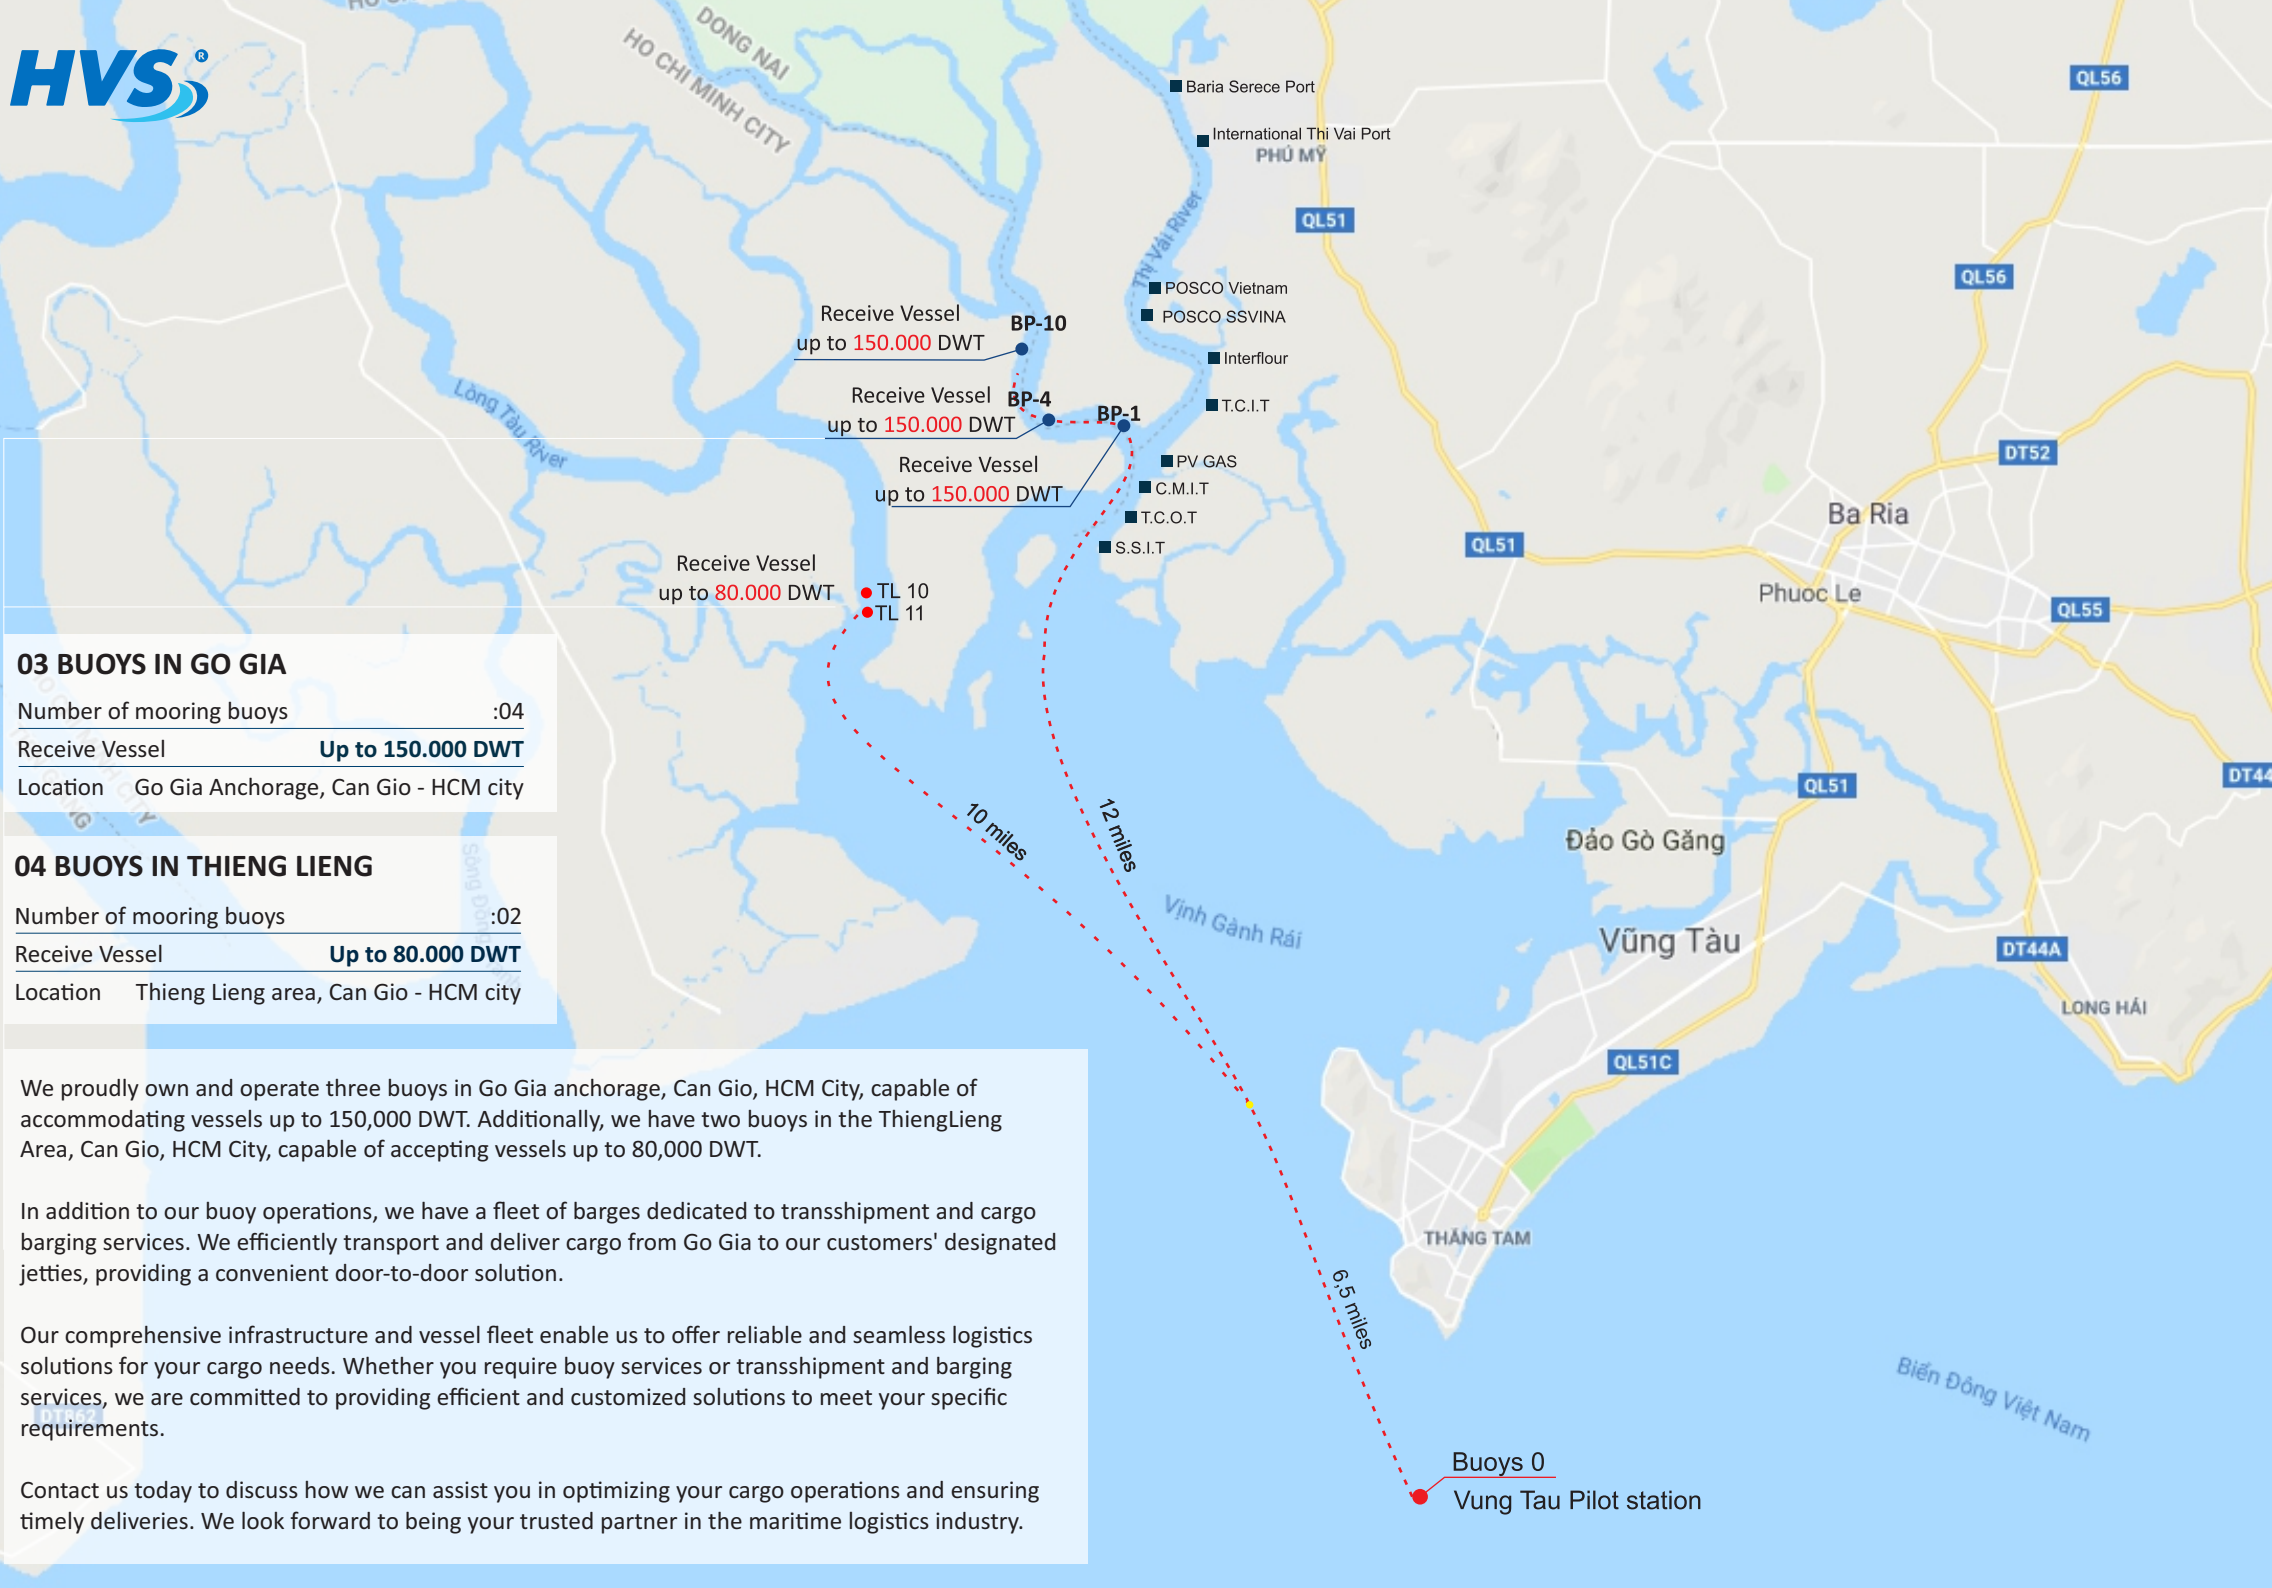 HVS®
DONG NAI
HO CHI MINH CITY
QL56
Baria Serece Port
International Thi Vai Port
PHÚ MỸ
Thị Vải River
QL51
QL56
POSCO Vietnam
POSCO SSVINA
Receive Vessel
up to 150.000 DWT
BP-10
Interflour
Receive Vessel
up to 150.000 DWT
BP-4
BP-1
T.C.I.T
Lòng Tàu River
Receive Vessel
up to 150.000 DWT
PV GAS
C.M.I.T
T.C.O.T
S.S.I.T
DT52
Ba Ria
QL51
Phuoc Le
QL55
Receive Vessel
up to 80.000 DWT
TL 10
TL 11
03 BUOYS IN GO GIA
Number of mooring buoys :04
Receive Vessel Up to 150.000 DWT
Location Go Gia Anchorage, Can Gio - HCM city
DT44
QL51
10 miles
12 miles
Đảo Gò Găng
04 BUOYS IN THIENG LIENG
Number of mooring buoys :02
Receive Vessel Up to 80.000 DWT
Location Thieng Lieng area, Can Gio - HCM city
Vịnh Gành Rái
Vũng Tàu
DT44A
LONG HẢI
QL51C
We proudly own and operate three buoys in Go Gia anchorage, Can Gio, HCM City, capable of
accommodating vessels up to 150,000 DWT. Additionally, we have two buoys in the ThiengLieng
Area, Can Gio, HCM City, capable of accepting vessels up to 80,000 DWT.
In addition to our buoy operations, we have a fleet of barges dedicated to transshipment and cargo
barging services. We efficiently transport and deliver cargo from Go Gia to our customers' designated
jetties, providing a convenient door-to-door solution.
Our comprehensive infrastructure and vessel fleet enable us to offer reliable and seamless logistics
solutions for your cargo needs. Whether you require buoy services or transshipment and barging
services, we are committed to providing efficient and customized solutions to meet your specific
requirements.
DT862
Contact us today to discuss how we can assist you in optimizing your cargo operations and ensuring
timely deliveries. We look forward to being your trusted partner in the maritime logistics industry.
THẮNG TAM
6,5 miles
Biển Đông Việt Nam
Buoys 0
Vung Tau Pilot station